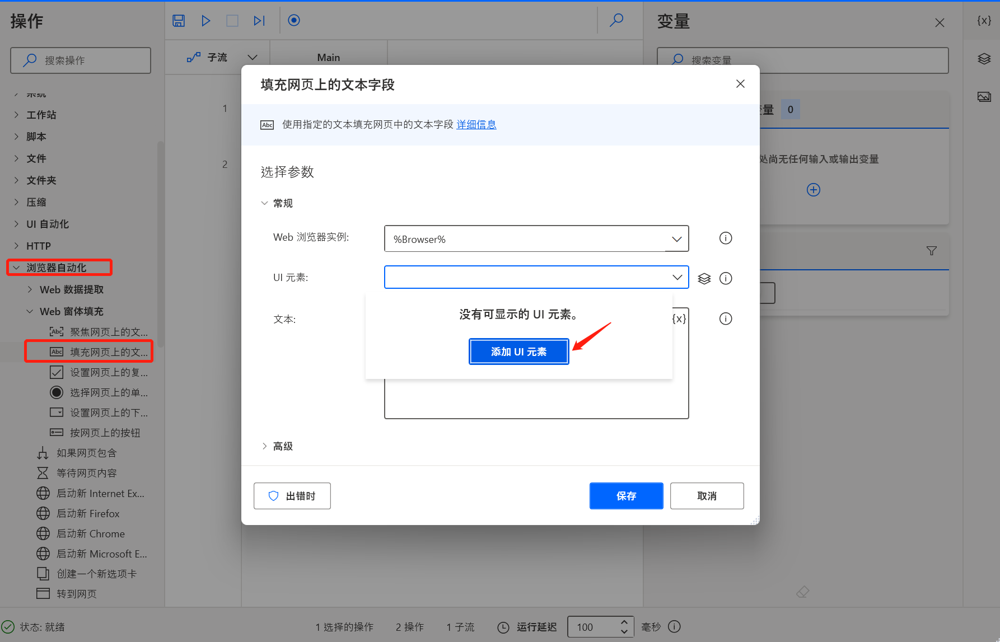 操作
搜索操作
系统
工作站
脚本
文件
文件夹
压缩
UI 自动化
HTTP
浏览器自动化
Web 数据提取
Web 窗体填充
Abc 聚焦网页上的文...
Abc 填充网页上的文...
设置网页上的复...
选择网页上的单...
设置网页上的下...
按网页上的按钮
如果网页包含
等待网页内容
启动新 Internet Ex...
启动新 Firefox
启动新 Chrome
启动新 Microsoft E...
创建一个新选项卡
转到网页
子流
Main
1
2
填充网页上的文本字段
Abc 使用指定的文本填充网页中的文本字段 详细信息
选择参数
常规
Web 浏览器实例:
%Browser%
UI 元素:
没有可显示的 UI 元素。
添加 UI 元素
文本:
{x}
高级
出错时
保存
取消
变量
{x}
搜索变量
变量 0
处尚无任何输入或输出变量
状态: 就绪
1 选择的操作
2 操作
1 子流
运行延迟
100
毫秒